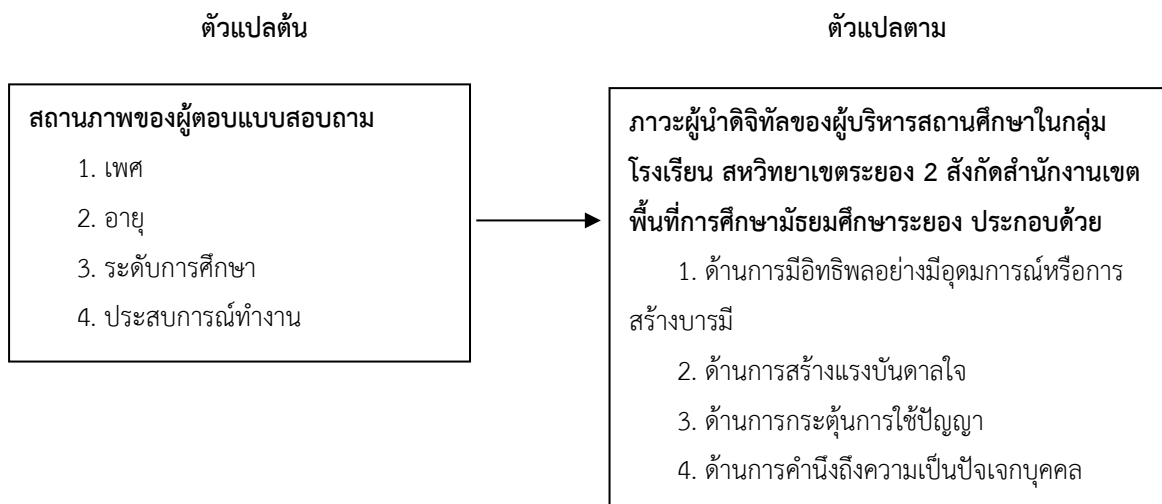 ตัวแปลต้น
ตัวแปลตาม
สถานภาพของผู้ตอบแบบสอบถาม
1. เพศ
2. อายุ
3. ระดับการศึกษา
4. ประสบการณ์ทำงาน
ภาวะผู้นำดิจิทัลของผู้บริหารสถานศึกษาในกลุ่ม
โรงเรียน สหวิทยาเขตระยอง 2 สังกัดสำนักงานเขต
พื้นที่การศึกษามัธยมศึกษาระยอง ประกอบด้วย
1. ด้านการมีอิทธิพลอย่างมีอุดมการณ์หรือการ
สร้างบารมี
2. ด้านการสร้างแรงบันดาลใจ
3. ด้านการกระตุ้นการใช้ปัญญา
4. ด้านการคำนึงถึงความเป็นปัจเจกบุคคล